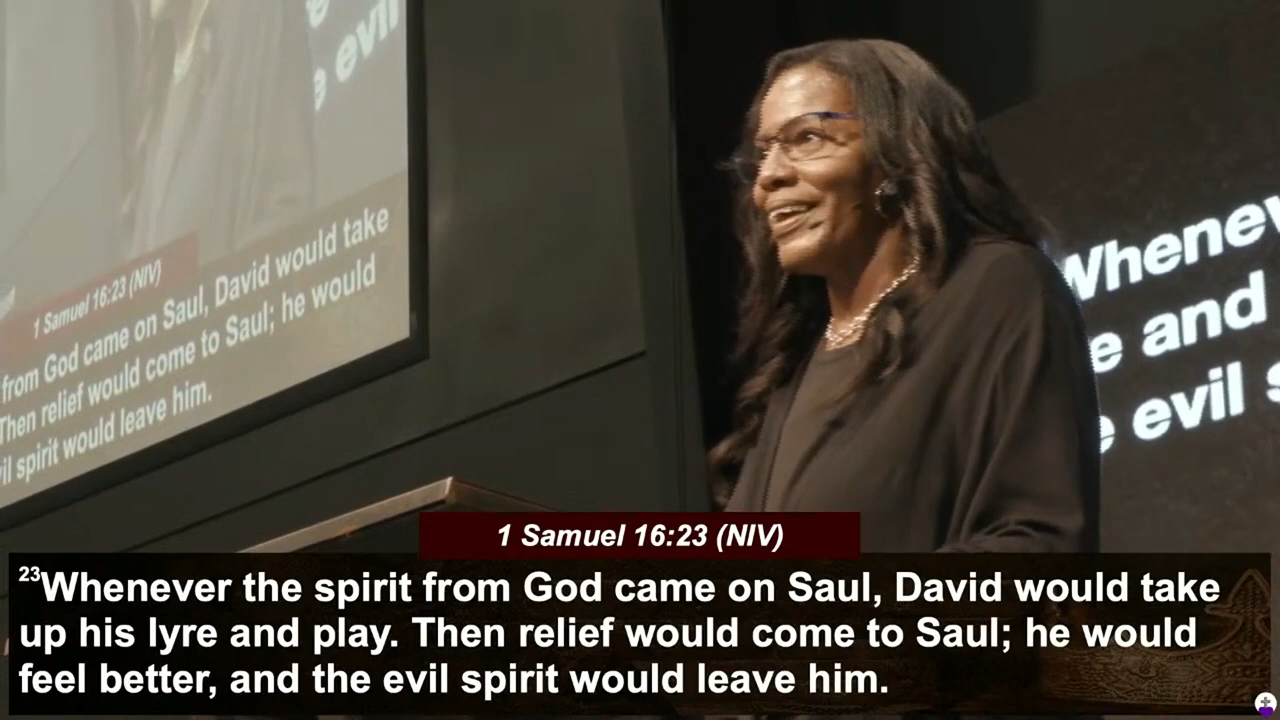 1 Samuel 16:23 (NIV)
from God came on Saul, David would take
Then relief would come to Saul; he would
il spirit would leave him.
e evil
Whenev
e and
e evil s
1 Samuel 16:23 (NIV)
23Whenever the spirit from God came on Saul, David would take
up his lyre and play. Then relief would come to Saul; he would
feel better, and the evil spirit would leave him.